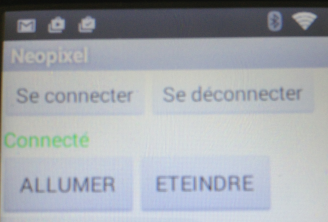 Neopixel
Se connecter Se déconnecter
Connecté
ALLUMER ETEINDRE